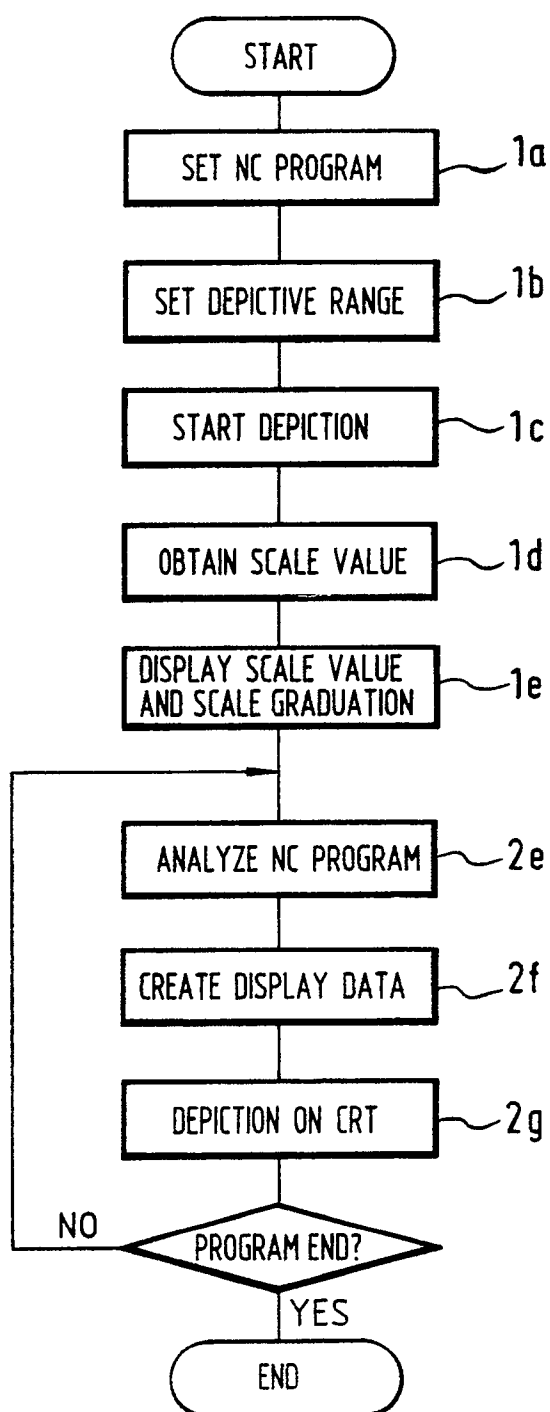 START
SET NC PROGRAM
1a
SET DEPICTIVE RANGE
1b
START DEPICTION
1c
OBTAIN SCALE VALUE
1d
DISPLAY SCALE VALUE
AND SCALE GRADUATION
1e
ANALYZE NC PROGRAM
2e
CREATE DISPLAY DATA
2f
DEPICTION ON CRT
2g
NO
PROGRAM END?
YES
END